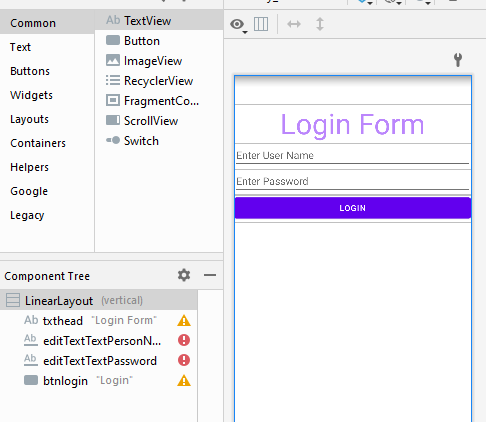 Common
Text
Buttons
Widgets
Layouts
Containers
Helpers
Google
Legacy
Ab TextView
Button
ImageView
RecyclerView
FragmentCo...
ScrollView
Switch
Component Tree
LinearLayout (vertical)
Ab txthead "Login Form"
Ab editTextTextPersonN...
Ab editTextTextPassword
btnlogin "Login"
Login Form
Enter User Name
Enter Password
LOGIN